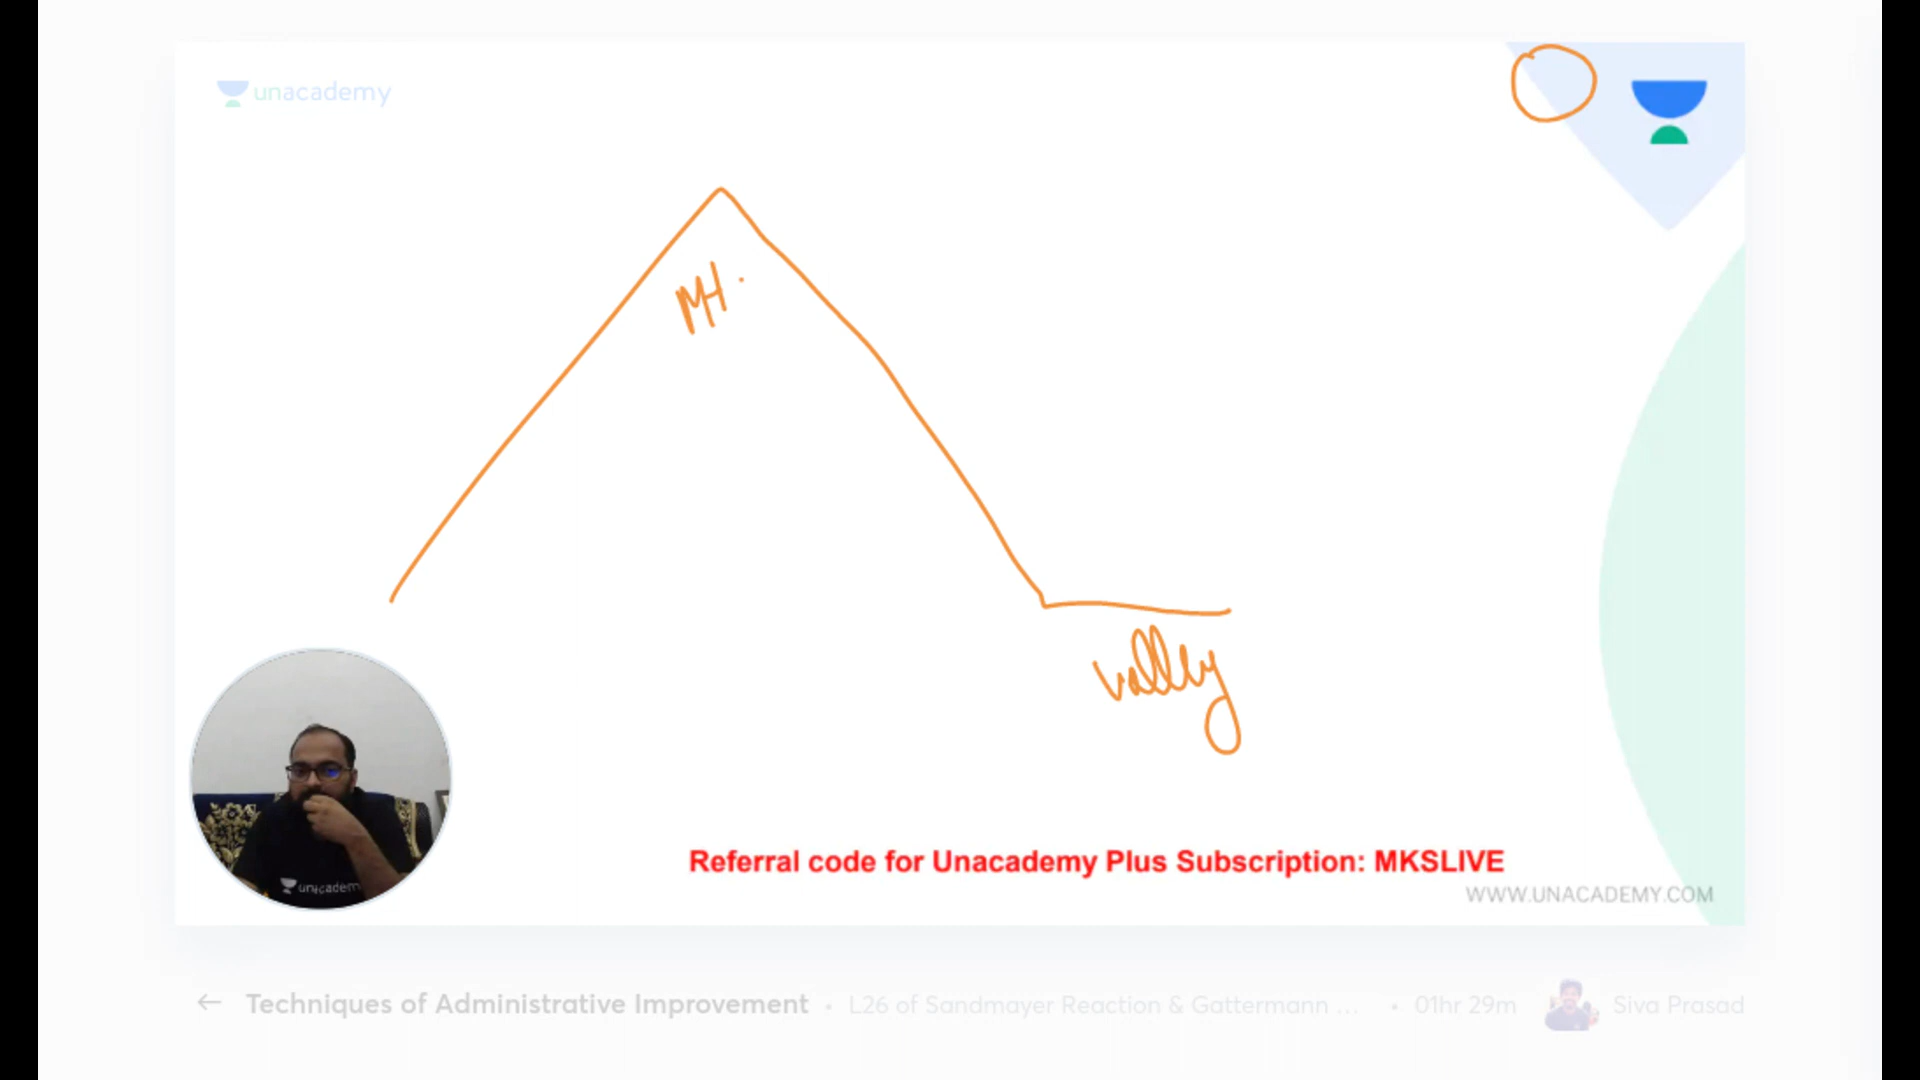 unacademy
Mt.
valley
unacadem
Referral code for Unacademy Plus Subscription: MKSLIVE
WWW.UNACADEMY.COM
Techniques of Administrative Improvement • L26 of Sandmayer Reaction & Gattermann ... • 01hr 29m Siva Prasad